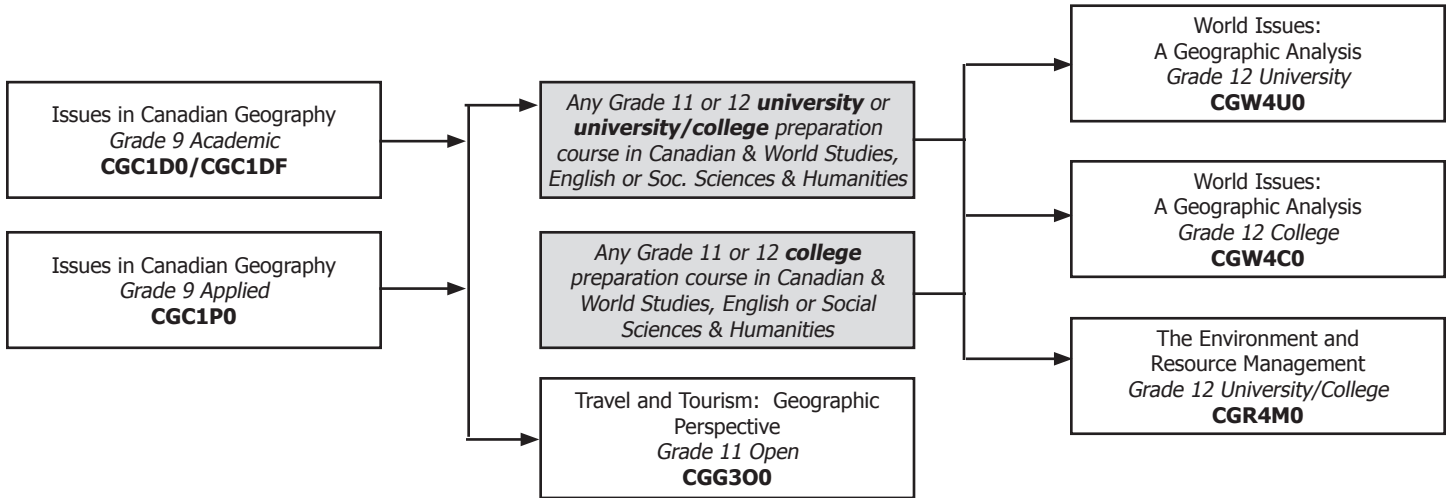 Issues in Canadian Geography
Grade 9 Academic
CGC1D0/CGC1DF
Issues in Canadian Geography
Grade 9 Applied
CGC1P0
Any Grade 11 or 12 university or
university/college preparation
course in Canadian & World Studies,
English or Soc. Sciences & Humanities
Any Grade 11 or 12 college
preparation course in Canadian &
World Studies, English or Social
Sciences & Humanities
Travel and Tourism:  Geographic
Perspective
Grade 11 Open
CGG3O0
World Issues:
A Geographic Analysis
Grade 12 University
CGW4U0
World Issues:
A Geographic Analysis
Grade 12 College
CGW4C0
The Environment and
Resource Management
Grade 12 University/College
CGR4M0